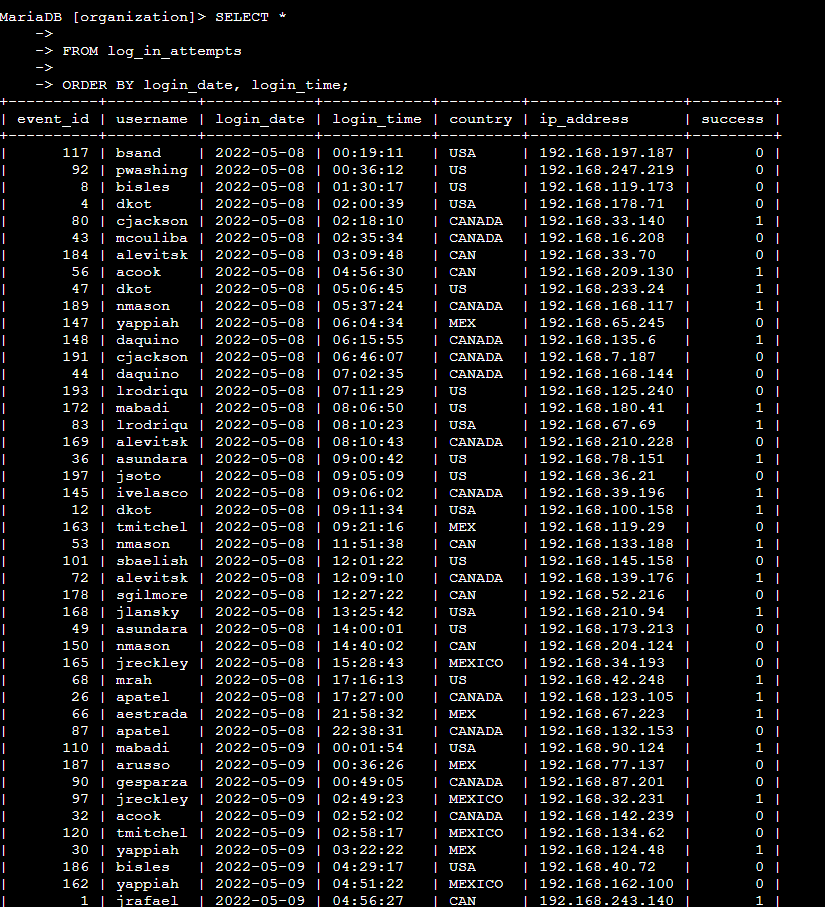 MariaDB [organization]> SELECT *
->
-> FROM log_in_attempts
->
-> ORDER BY login_date, login_time;
+----------+----------+------------+------------+---------+-----------------+---------+
| event_id | username | login_date | login_time | country | ip_address | success |
+----------+----------+------------+------------+---------+-----------------+---------+
| 117 | bsand | 2022-05-08 | 00:19:11 | USA | 192.168.197.187 | 0 |
| 92 | pwashing | 2022-05-08 | 00:36:12 | US | 192.168.247.219 | 0 |
| 8 | bisles | 2022-05-08 | 01:30:17 | US | 192.168.119.173 | 0 |
| 4 | dkot | 2022-05-08 | 02:00:39 | USA | 192.168.178.71 | 0 |
| 80 | cjackson | 2022-05-08 | 02:18:10 | CANADA | 192.168.33.140 | 1 |
| 43 | mcouliba | 2022-05-08 | 02:35:34 | CANADA | 192.168.16.208 | 0 |
| 184 | alevitsk | 2022-05-08 | 03:09:48 | CAN | 192.168.33.70 | 0 |
| 56 | acook | 2022-05-08 | 04:56:30 | CAN | 192.168.209.130 | 1 |
| 47 | dkot | 2022-05-08 | 05:06:45 | US | 192.168.233.24 | 1 |
| 189 | nmason | 2022-05-08 | 05:37:24 | CANADA | 192.168.168.117 | 1 |
| 147 | yappiah | 2022-05-08 | 06:04:34 | MEX | 192.168.65.245 | 0 |
| 148 | daquino | 2022-05-08 | 06:15:55 | CANADA | 192.168.135.6 | 1 |
| 191 | cjackson | 2022-05-08 | 06:46:07 | CANADA | 192.168.7.187 | 0 |
| 44 | daquino | 2022-05-08 | 07:02:35 | CANADA | 192.168.168.144 | 0 |
| 193 | lrodriqu | 2022-05-08 | 07:11:29 | US | 192.168.125.240 | 0 |
| 172 | mabadi | 2022-05-08 | 08:06:50 | US | 192.168.180.41 | 1 |
| 83 | lrodriqu | 2022-05-08 | 08:10:23 | USA | 192.168.67.69 | 1 |
| 169 | alevitsk | 2022-05-08 | 08:10:43 | CANADA | 192.168.210.228 | 0 |
| 36 | asundara | 2022-05-08 | 09:00:42 | US | 192.168.78.151 | 1 |
| 197 | jsoto | 2022-05-08 | 09:05:09 | US | 192.168.36.21 | 0 |
| 145 | ivelasco | 2022-05-08 | 09:06:02 | CANADA | 192.168.39.196 | 1 |
| 12 | dkot | 2022-05-08 | 09:11:34 | USA | 192.168.100.158 | 1 |
| 163 | tmitchel | 2022-05-08 | 09:21:16 | MEX | 192.168.119.29 | 0 |
| 53 | nmason | 2022-05-08 | 11:51:38 | CAN | 192.168.133.188 | 1 |
| 101 | sbaelish | 2022-05-08 | 12:01:22 | US | 192.168.145.158 | 0 |
| 72 | alevitsk | 2022-05-08 | 12:09:10 | CANADA | 192.168.139.176 | 1 |
| 178 | sgilmore | 2022-05-08 | 12:27:22 | CAN | 192.168.52.216 | 0 |
| 168 | jlansky | 2022-05-08 | 13:25:42 | USA | 192.168.210.94 | 1 |
| 49 | asundara | 2022-05-08 | 14:00:01 | US | 192.168.173.213 | 0 |
| 150 | nmason | 2022-05-08 | 14:40:02 | CAN | 192.168.204.124 | 0 |
| 165 | jreckley | 2022-05-08 | 15:28:43 | MEXICO | 192.168.34.193 | 0 |
| 68 | mrah | 2022-05-08 | 17:16:13 | US | 192.168.42.248 | 1 |
| 26 | apatel | 2022-05-08 | 17:27:00 | CANADA | 192.168.123.105 | 1 |
| 66 | aestrada | 2022-05-08 | 21:58:32 | MEX | 192.168.67.223 | 1 |
| 87 | apatel | 2022-05-08 | 22:38:31 | CANADA | 192.168.132.153 | 0 |
| 110 | mabadi | 2022-05-09 | 00:01:54 | USA | 192.168.90.124 | 1 |
| 187 | arusso | 2022-05-09 | 00:36:26 | MEX | 192.168.77.137 | 0 |
| 90 | gesparza | 2022-05-09 | 00:49:05 | CANADA | 192.168.87.201 | 0 |
| 97 | jreckley | 2022-05-09 | 02:49:23 | MEXICO | 192.168.32.231 | 1 |
| 32 | acook | 2022-05-09 | 02:52:02 | CANADA | 192.168.142.239 | 0 |
| 120 | tmitchel | 2022-05-09 | 02:58:17 | MEXICO | 192.168.134.62 | 0 |
| 30 | yappiah | 2022-05-09 | 03:22:22 | MEX | 192.168.124.48 | 1 |
| 186 | bisles | 2022-05-09 | 04:29:17 | USA | 192.168.40.72 | 0 |
| 162 | yappiah | 2022-05-09 | 04:51:22 | MEXICO | 192.168.162.100 | 0 |
| 1 | jrafael | 2022-05-09 | 04:56:27 | CAN | 192.168.243.140 | 1 |